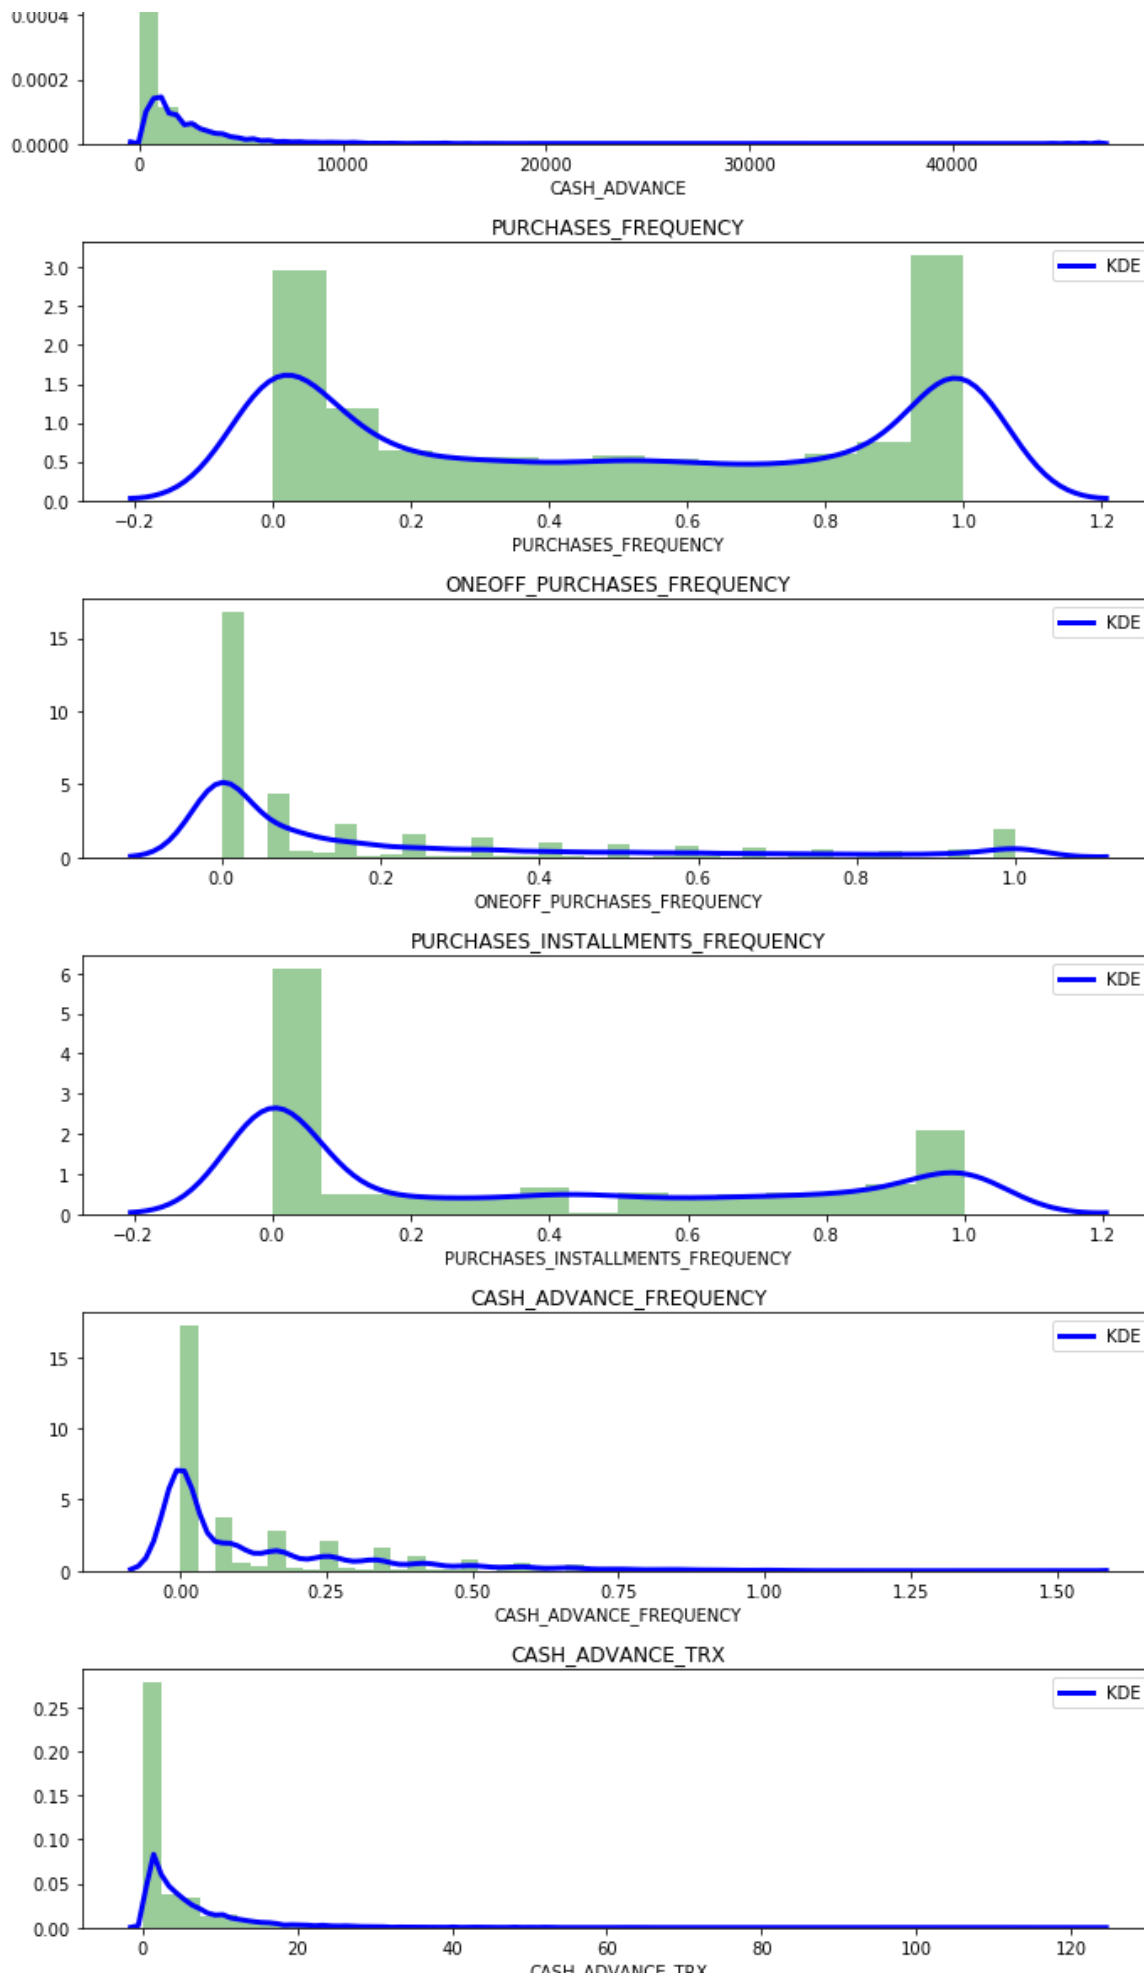 0.0004
0.0002
0.0000
0 10000 20000 30000 40000
CASH_ADVANCE
PURCHASES_FREQUENCY
KDE
3.0
2.5
2.0
1.5
1.0
0.5
0.0
−0.2 0.0 0.2 0.4 0.6 0.8 1.0 1.2
PURCHASES_FREQUENCY
ONEOFF_PURCHASES_FREQUENCY
KDE
15
10
5
0
0.0 0.2 0.4 0.6 0.8 1.0
ONEOFF_PURCHASES_FREQUENCY
PURCHASES_INSTALLMENTS_FREQUENCY
KDE
6
5
4
3
2
1
0
−0.2 0.0 0.2 0.4 0.6 0.8 1.0 1.2
PURCHASES_INSTALLMENTS_FREQUENCY
CASH_ADVANCE_FREQUENCY
KDE
15
10
5
0
0.00 0.25 0.50 0.75 1.00 1.25 1.50
CASH_ADVANCE_FREQUENCY
CASH_ADVANCE_TRX
KDE
0.25
0.20
0.15
0.10
0.05
0.00
0 20 40 60 80 100 120
CASH_ADVANCE_TRX